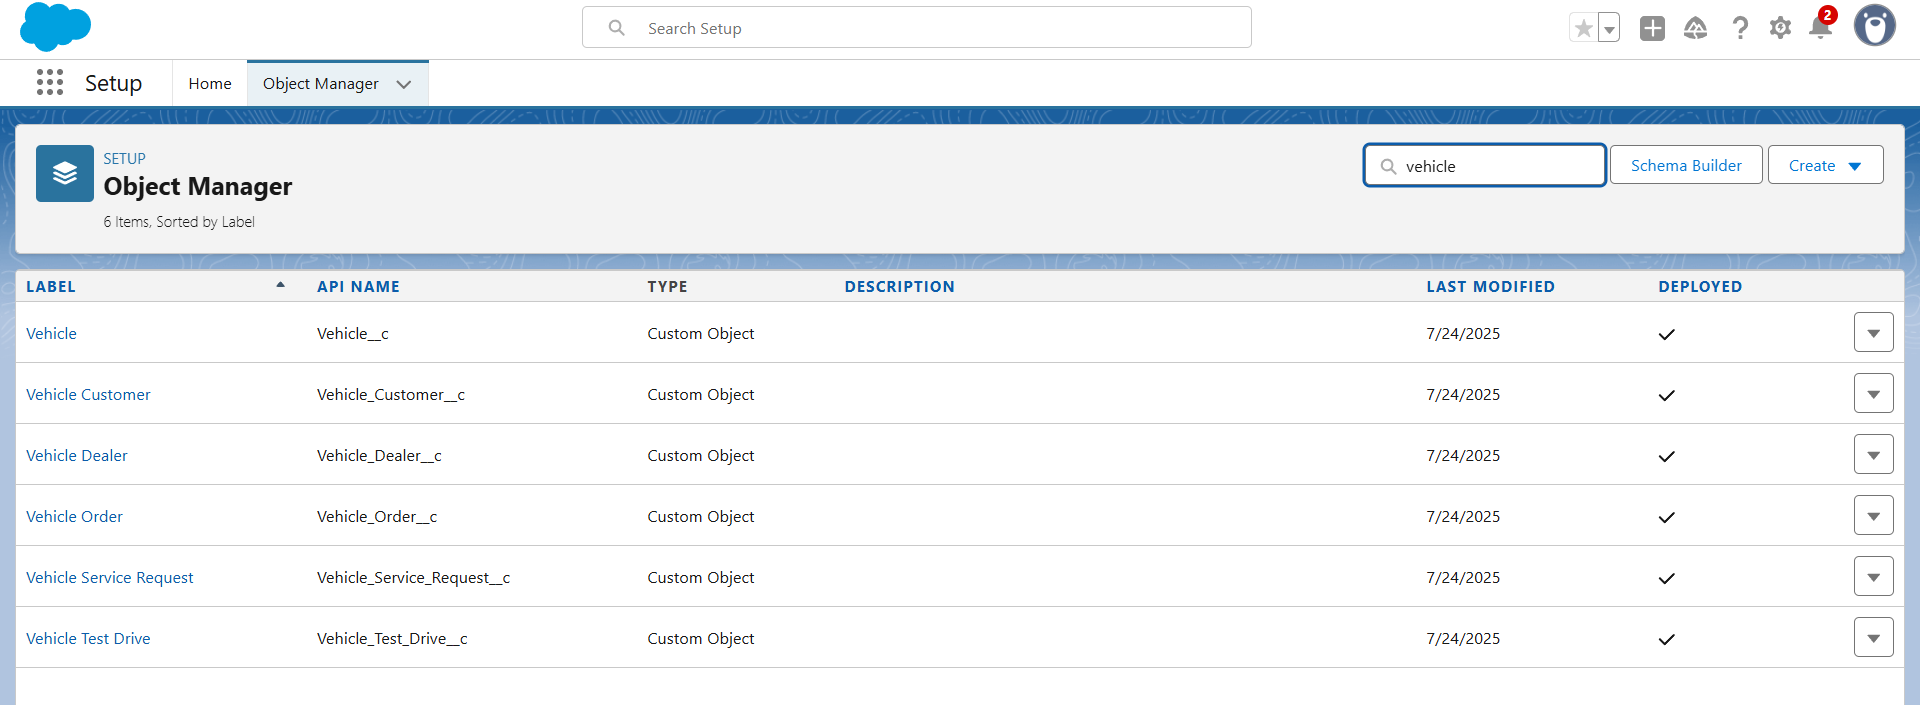 Search Setup
2
Setup
Home
Object Manager
SETUP
Object Manager
6 Items, Sorted by Label
vehicle
Schema Builder
Create
LABEL API NAME TYPE DESCRIPTION LAST MODIFIED DEPLOYED
Vehicle Vehicle__c Custom Object 7/24/2025
Vehicle Customer Vehicle_Customer__c Custom Object 7/24/2025
Vehicle Dealer Vehicle_Dealer__c Custom Object 7/24/2025
Vehicle Order Vehicle_Order__c Custom Object 7/24/2025
Vehicle Service Request Vehicle_Service_Request__c Custom Object 7/24/2025
Vehicle Test Drive Vehicle_Test_Drive__c Custom Object 7/24/2025